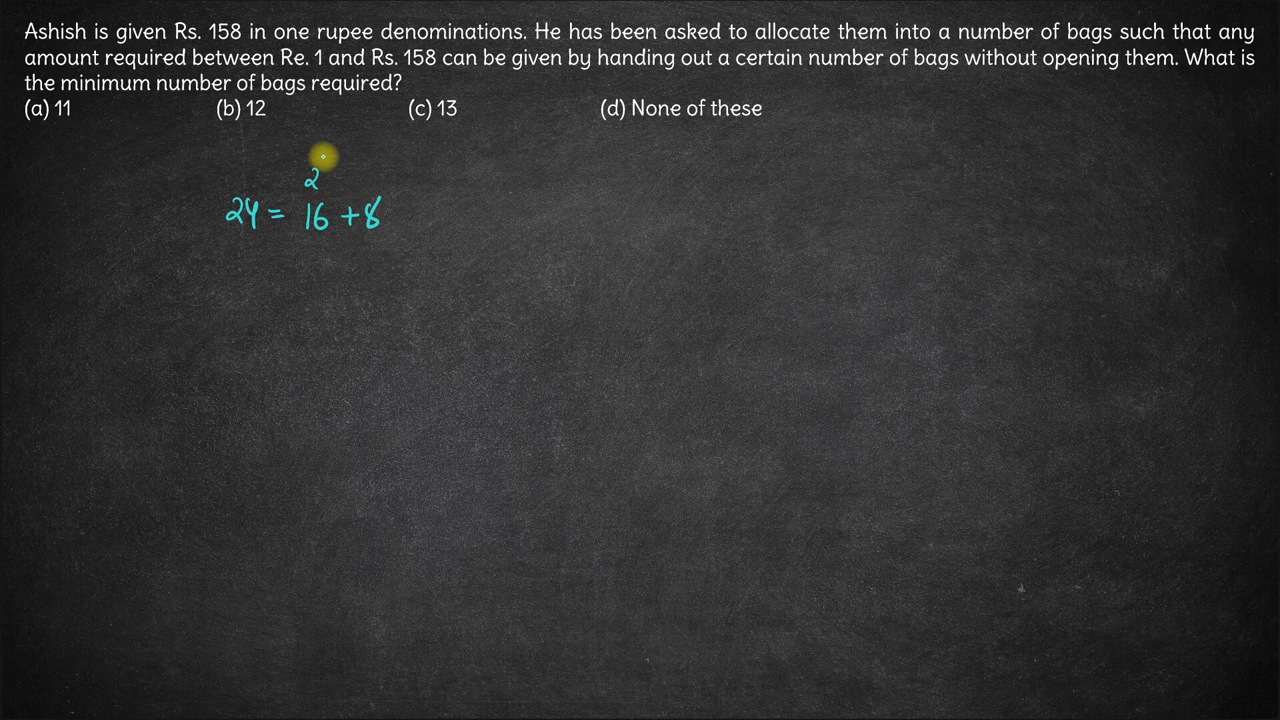 Ashish is given Rs. 158 in one rupee denominations. He has been asked to allocate them into a number of bags such that any
amount required between Re. 1 and Rs. 158 can be given by handing out a certain number of bags without opening them. What is
the minimum number of bags required?
(a) 11 (b) 12 (c) 13 (d) None of these
2
24 = 16 + 8